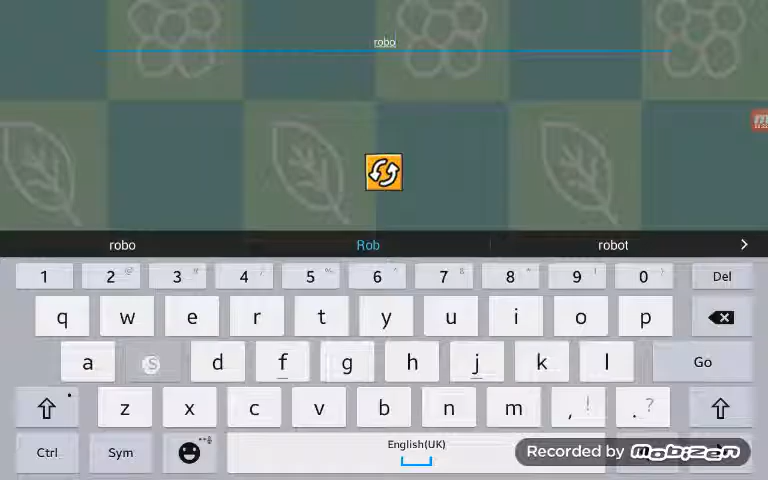 robo
robo Rob robot
1 2 @ 3 # 4 / 5 % 6 ^ 7 & 8 * 9 ( 0 ) Del
q w e r t y u i o p
a S d f g h j k l Go
z x c v b n m , ! . ?
Ctrl Sym English(UK)
Recorded by Mobizen